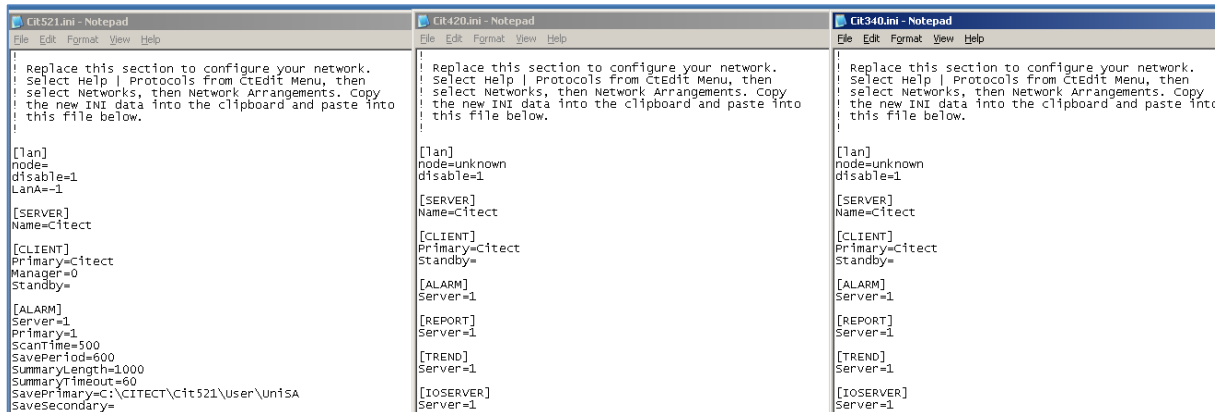 Cit521.ini - Notepad
File Edit Format View Help
!
! Replace this section to configure your network.
! Select Help | Protocols from CtEdit Menu, then
! select Networks, then Network Arrangements. Copy
! the new INI data into the clipboard and paste into
! this file below.
!
[lan]
node=
disable=1
LanA=-1
[SERVER]
Name=Citect
[CLIENT]
Primary=Citect
Manager=0
Standby=
[ALARM]
Server=1
Primary=1
ScanTime=500
SavePeriod=600
SummaryLength=1000
SummaryTimeout=60
SavePrimary=C:\CITECT\Cit521\User\UniSA
SaveSecondary=
Cit420.ini - Notepad
File Edit Format View Help
!
! Replace this section to configure your network.
! Select Help | Protocols from CtEdit Menu, then
! select Networks, then Network Arrangements. Copy
! the new INI data into the clipboard and paste into
! this file below.
!
[lan]
node=unknown
disable=1
[SERVER]
Name=Citect
[CLIENT]
Primary=Citect
Standby=
[ALARM]
Server=1
[REPORT]
Server=1
[TREND]
Server=1
[IOSERVER]
Server=1
Cit340.ini - Notepad
File Edit Format View Help
!
! Replace this section to configure your network.
! Select Help | Protocols from CtEdit Menu, then
! select Networks, then Network Arrangements. Copy
! the new INI data into the clipboard and paste into
! this file below.
!
[lan]
node=unknown
disable=1
[SERVER]
Name=Citect
[CLIENT]
Primary=Citect
Standby=
[ALARM]
Server=1
[REPORT]
Server=1
[TREND]
Server=1
[IOSERVER]
Server=1